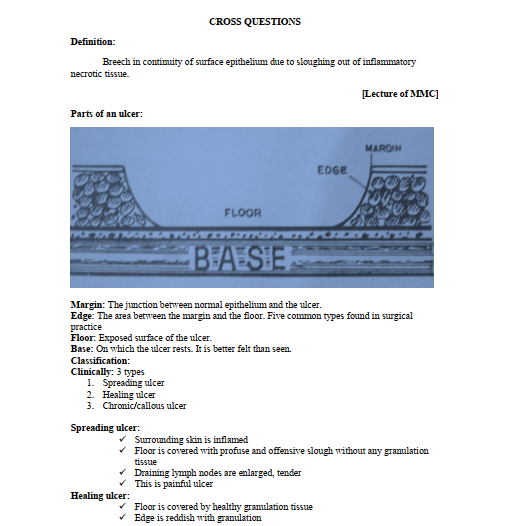 CROSS QUESTIONS
Definition:
Breech in continuity of surface epithelium due to sloughing out of inflammatory
necrotic tissue.
[Lecture of MMC]
Parts of an ulcer:
MARGIN
EDGE
FLOOR
BASE
Margin: The junction between normal epithelium and the ulcer.
Edge: The area between the margin and the floor. Five common types found in surgical
practice
Floor: Exposed surface of the ulcer.
Base: On which the ulcer rests. It is better felt than seen.
Classification:
Clinically: 3 types
1. Spreading ulcer
2. Healing ulcer
3. Chronic/callous ulcer
Spreading ulcer:
✓ Surrounding skin is inflamed
✓ Floor is covered with profuse and offensive slough without any granulation
tissue
✓ Draining lymph nodes are enlarged, tender
✓ This is painful ulcer
Healing ulcer:
✓ Floor is covered by healthy granulation tissue
✓ Edge is reddish with granulation